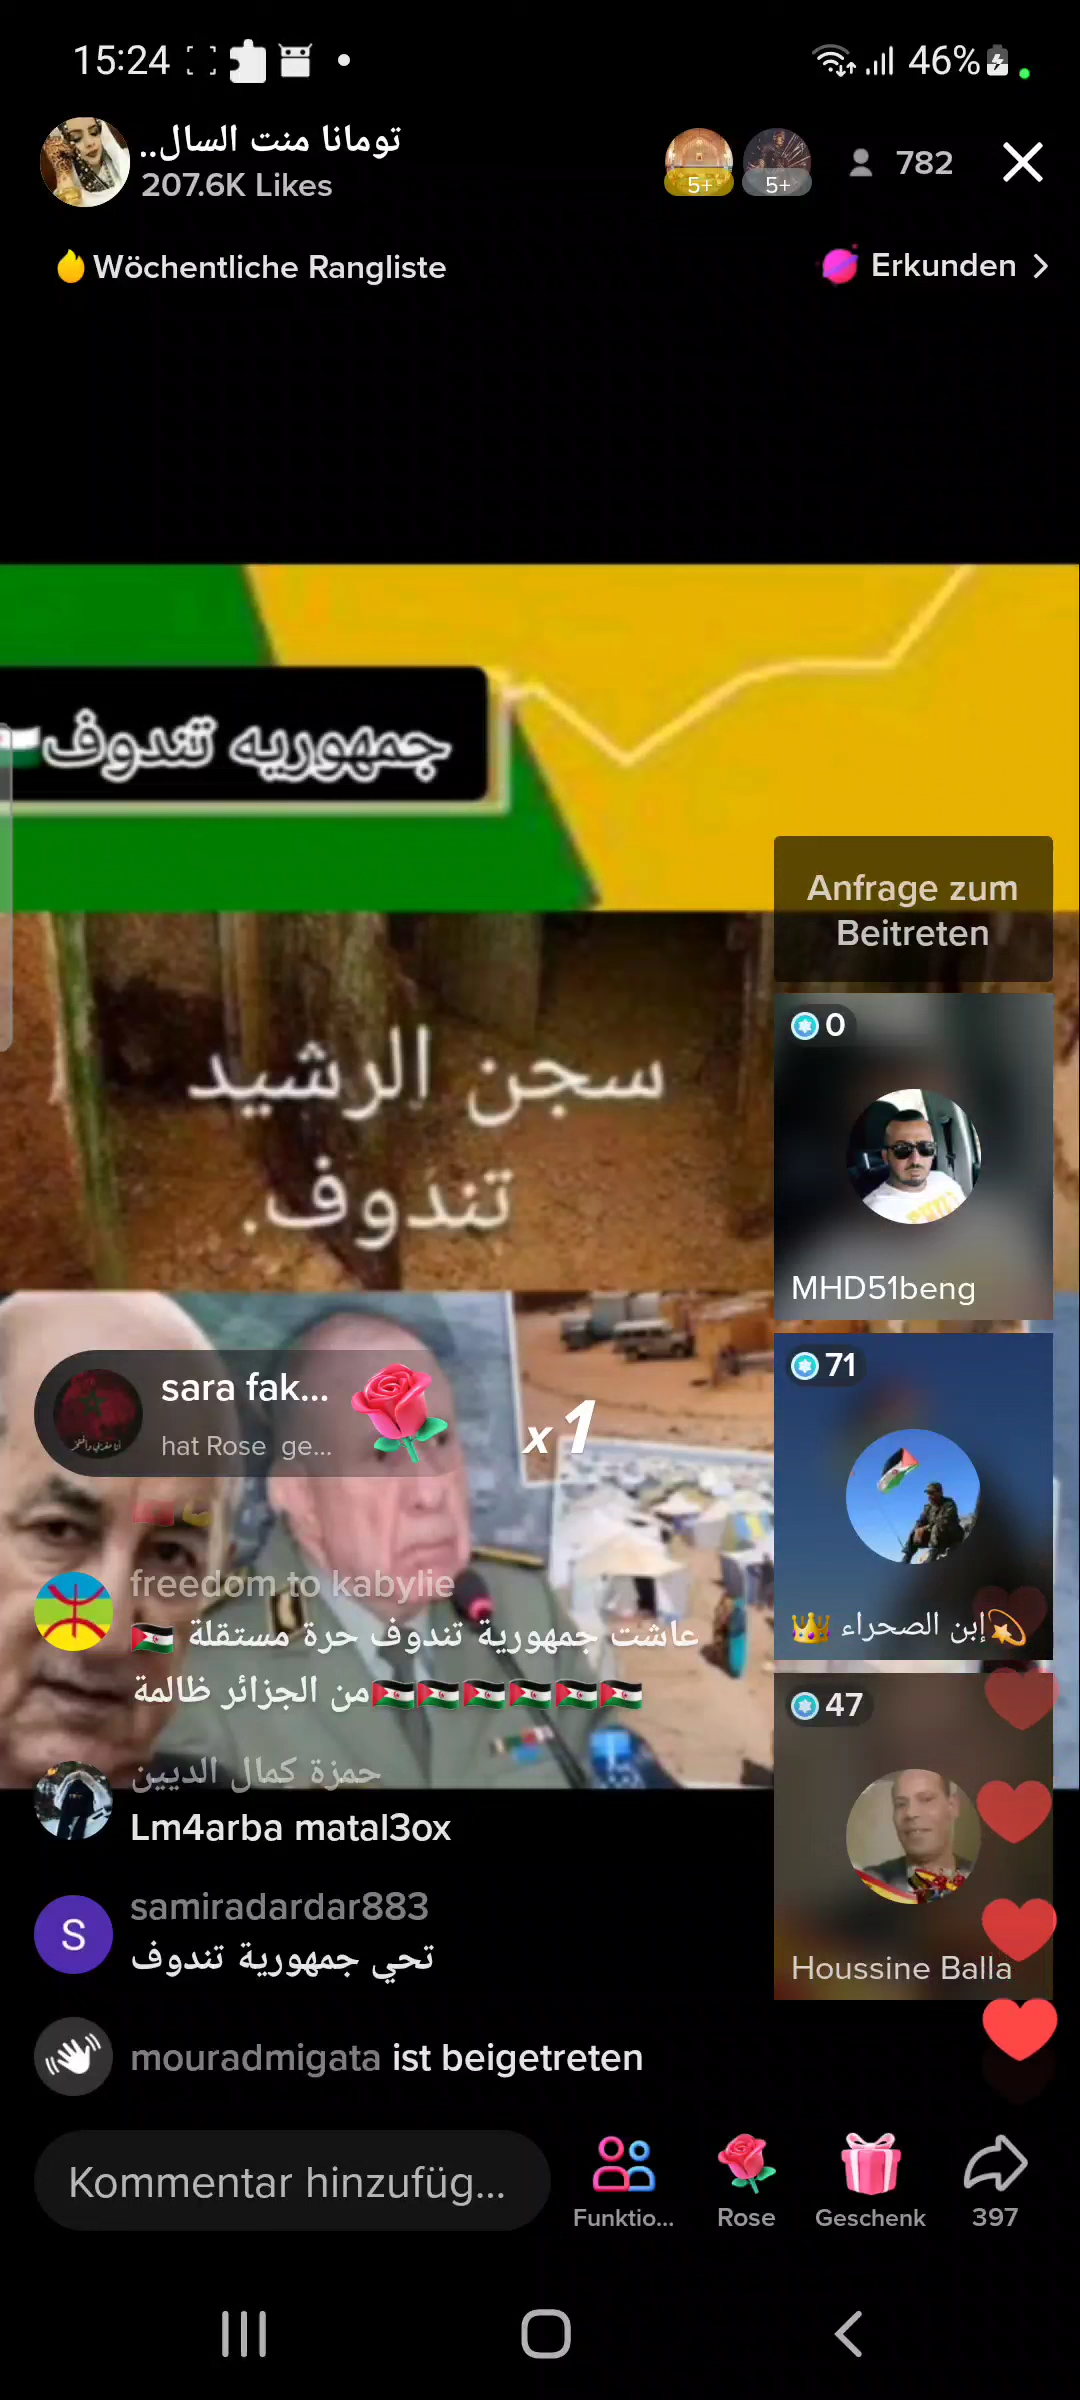 15:24
46%
تومانا منت السال..
207.6K Likes
5+
5+
782
Wöchentliche Rangliste
Erkunden
جمهوريه تندوف
Anfrage zum
Beitreten
سجن الرشيد
تندوف.
0
MHD51beng
sara fak...
hat Rose ge...
x1
71
إبن الصحراء
freedom to kabylie
عاشت جمهورية تندوف حرة مستقلة
من الجزائر ظالمة
47
Houssine Balla
حمزة كمال الديين
Lm4arba matal3ox
S
samiradardar883
تحي جمهورية تندوف
mouradmigata ist beigetreten
Kommentar hinzufüg...
Funktio...
Rose
Geschenk
397